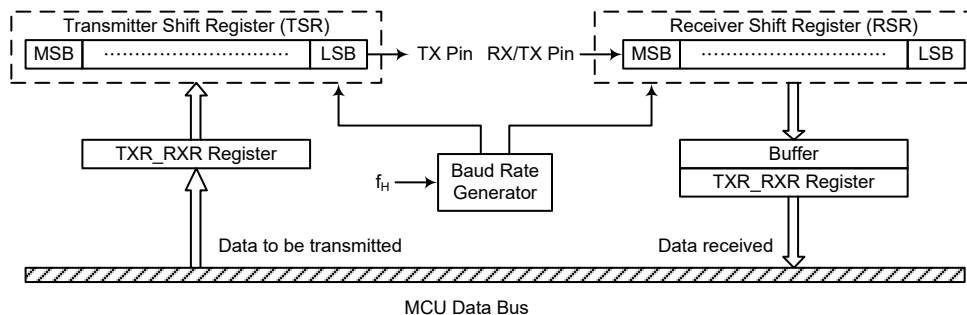 Transmitter Shift Register (TSR)
MSB ........................... LSB
TX Pin
RX/TX Pin
Receiver Shift Register (RSR)
MSB ........................... LSB
TXR_RXR Register
fH
Baud Rate
Generator
Buffer
TXR_RXR Register
Data to be transmitted
Data received
MCU Data Bus